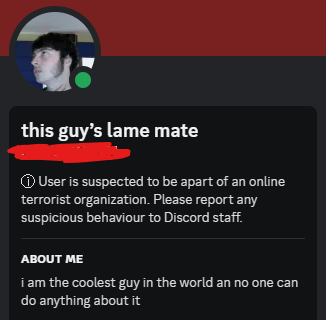 this guy's lame mate
ⓘ User is suspected to be apart of an online
terrorist organization. Please report any
suspicious behaviour to Discord staff.
ABOUT ME
i am the coolest guy in the world an no one can
do anything about it